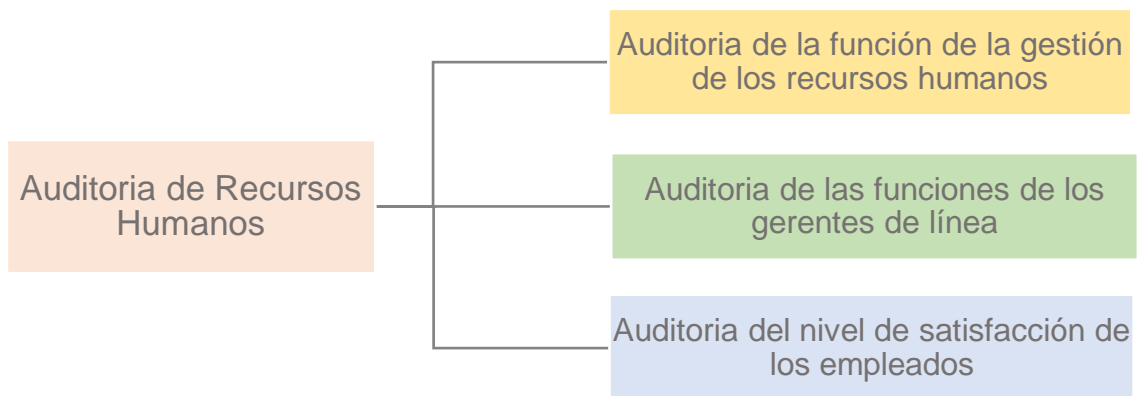 Auditoria de la función de la gestión
de los recursos humanos
Auditoria de Recursos
Humanos
Auditoria de las funciones de los
gerentes de línea
Auditoria del nivel de satisfacción de
los empleados